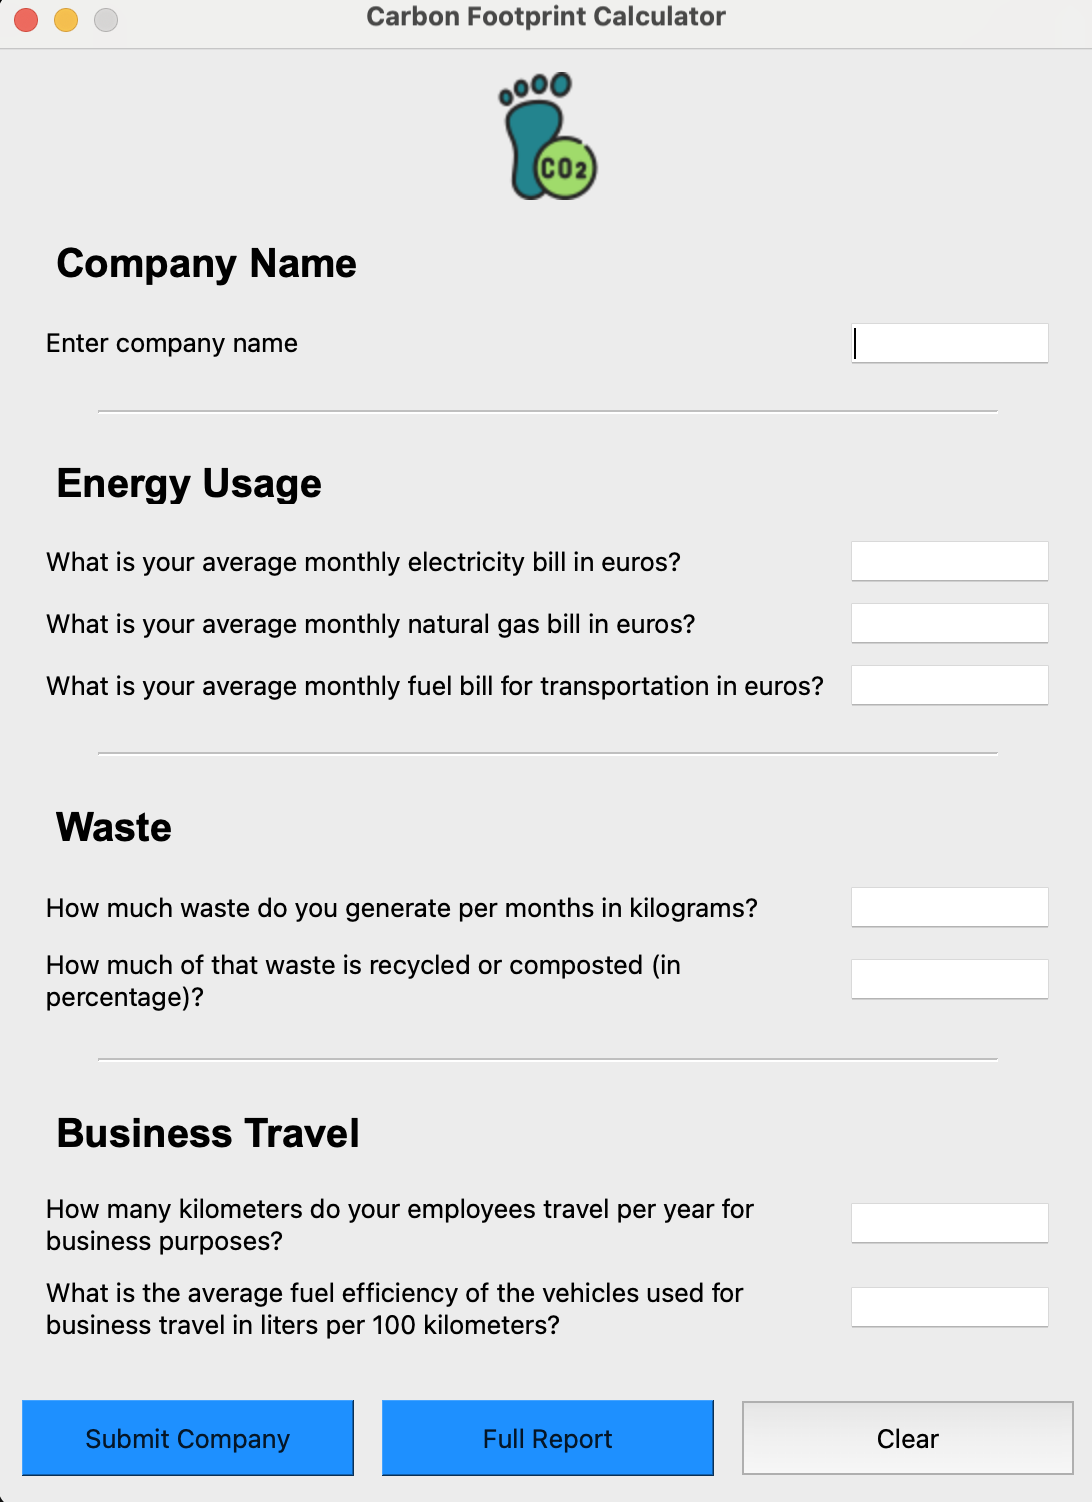 Carbon Footprint Calculator
CO2
Company Name
Enter company name
Energy Usage
What is your average monthly electricity bill in euros?
What is your average monthly natural gas bill in euros?
What is your average monthly fuel bill for transportation in euros?
Waste
How much waste do you generate per months in kilograms?
How much of that waste is recycled or composted (in
percentage)?
Business Travel
How many kilometers do your employees travel per year for
business purposes?
What is the average fuel efficiency of the vehicles used for
business travel in liters per 100 kilometers?
Submit Company
Full Report
Clear